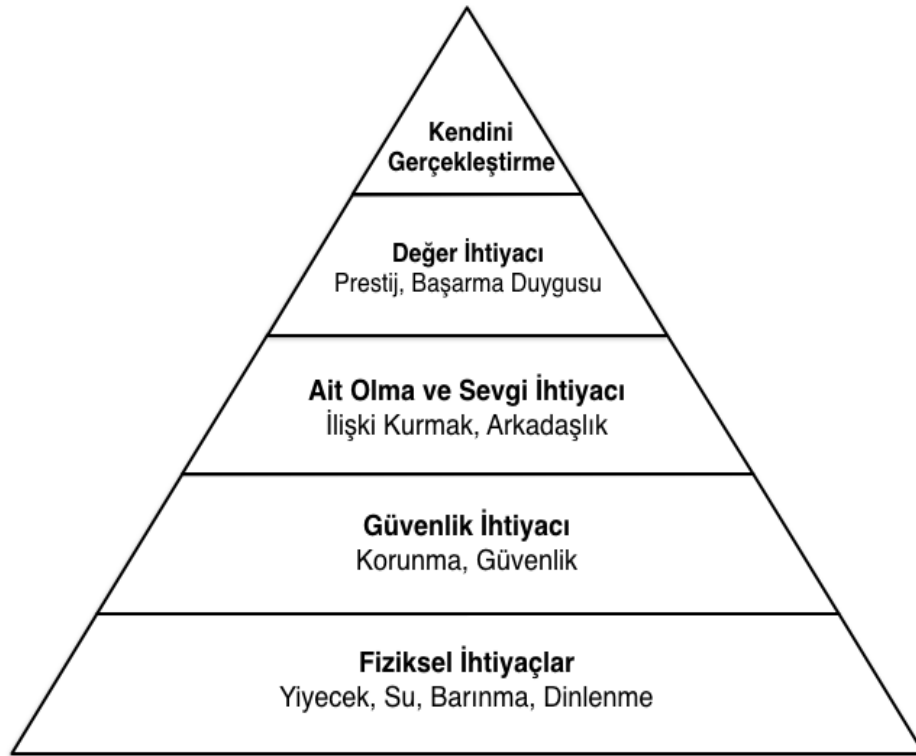 Kendini
Gerçekleştirme
Değer İhtiyacı
Prestij, Başarma Duygusu
Ait Olma ve Sevgi İhtiyacı
İlişki Kurmak, Arkadaşlık
Güvenlik İhtiyacı
Korunma, Güvenlik
Fiziksel İhtiyaçlar
Yiyecek, Su, Barınma, Dinlenme